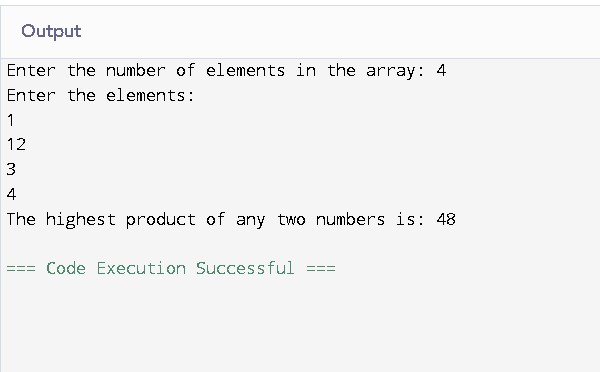 Output
Enter the number of elements in the array: 4
Enter the elements:
1
12
3
4
The highest product of any two numbers is: 48
=== Code Execution Successful ===